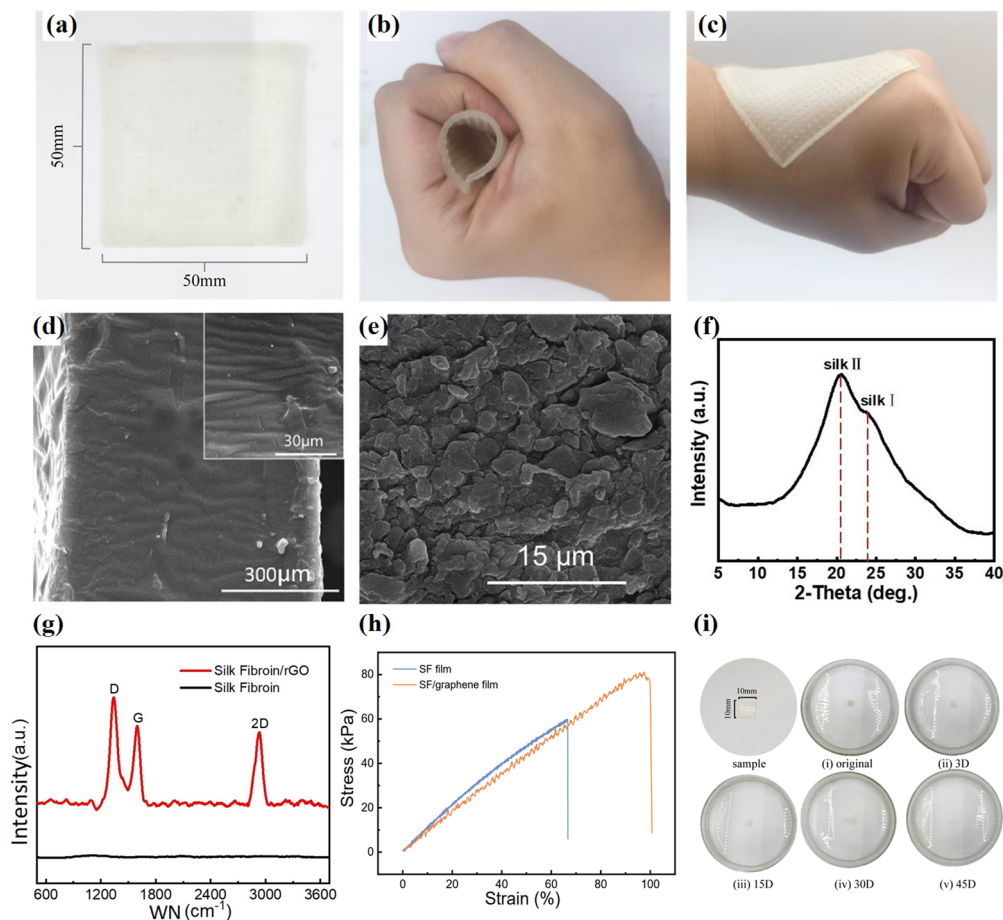 (a)
50mm
50mm
(b)
(c)
(d)
30μm
300μm
(e)
15 μm
(f)
silk Ⅱ
silk Ⅰ
Intensity (a.u.)
5 10 15 20 25 30 35 40
2-Theta (deg.)
(g)
Silk Fibroin/rGO
Silk Fibroin
D
G
2D
Intensity(a.u.)
600 1200 1800 2400 3000 3600
WN(cm⁻¹)
(h)
SF film
SF/graphene film
80
60
40
20
0
Stress (kPa)
0 20 40 60 80 100
Strain (%)
(i)
10mm
10mm
sample
(i) original
(ii) 3D
(iii) 15D
(iv) 30D
(v) 45D